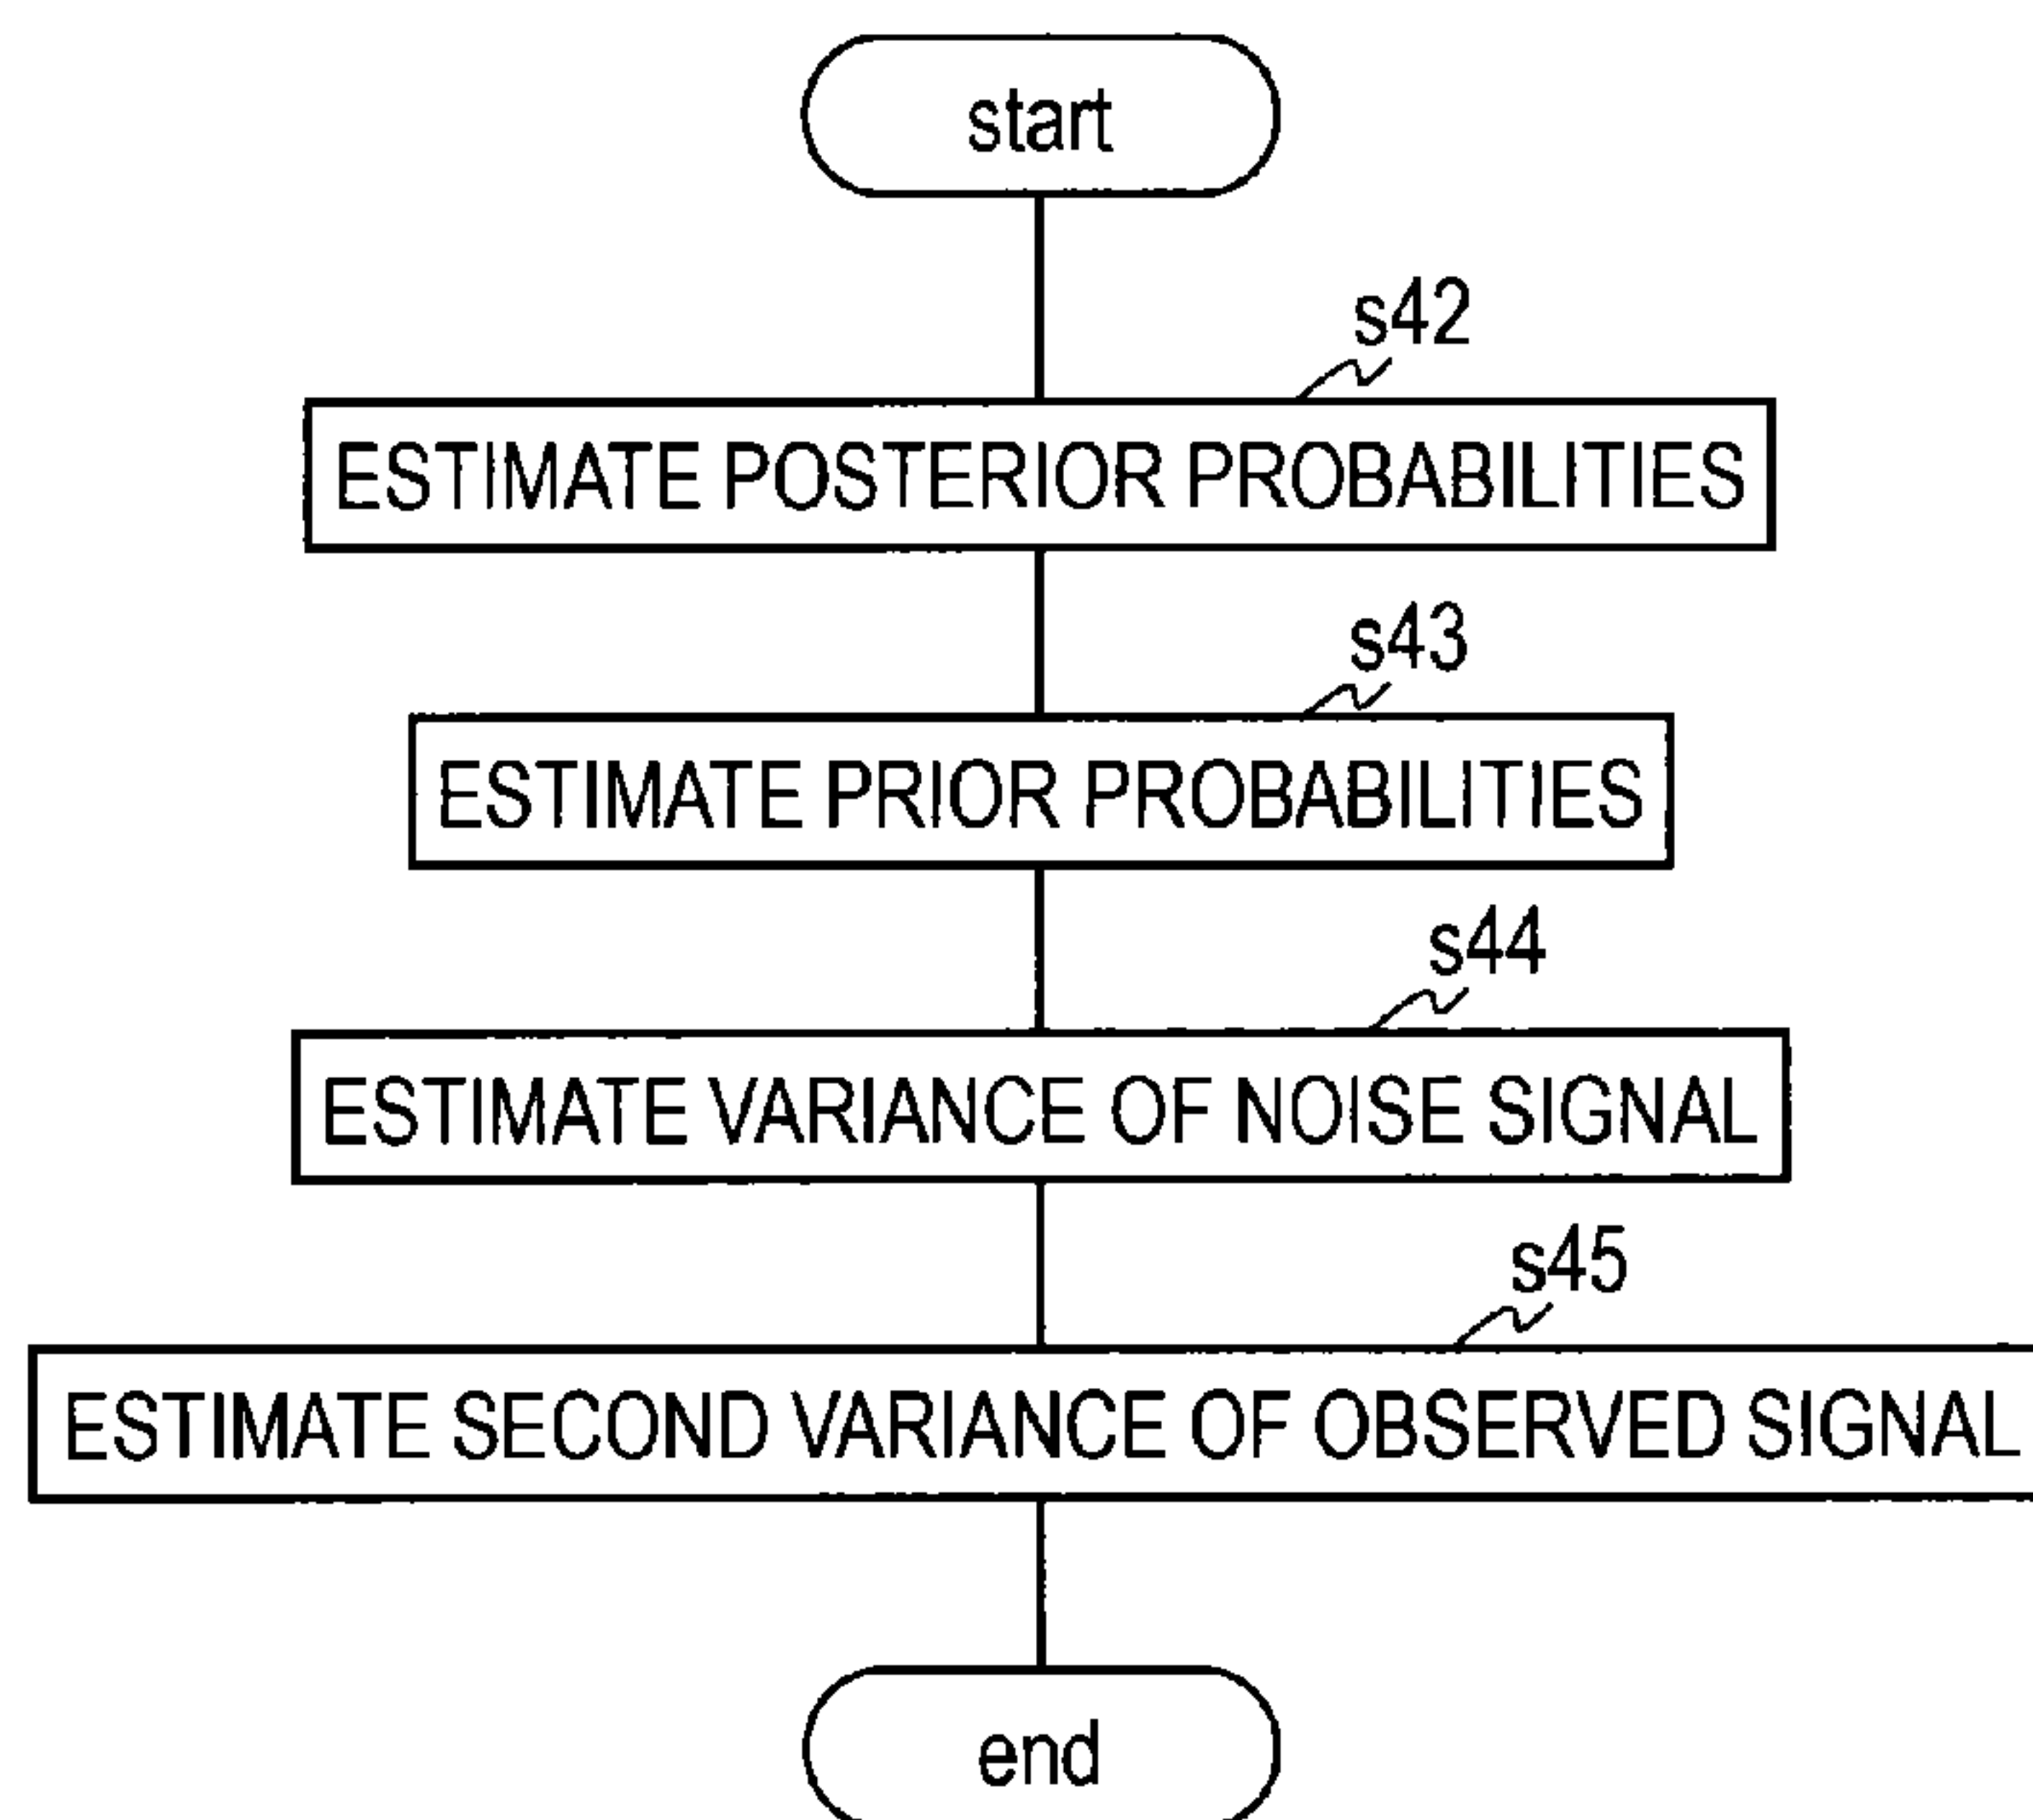 start
s42
ESTIMATE POSTERIOR PROBABILITIES
s43
ESTIMATE PRIOR PROBABILITIES
s44
ESTIMATE VARIANCE OF NOISE SIGNAL
s45
ESTIMATE SECOND VARIANCE OF OBSERVED SIGNAL
end